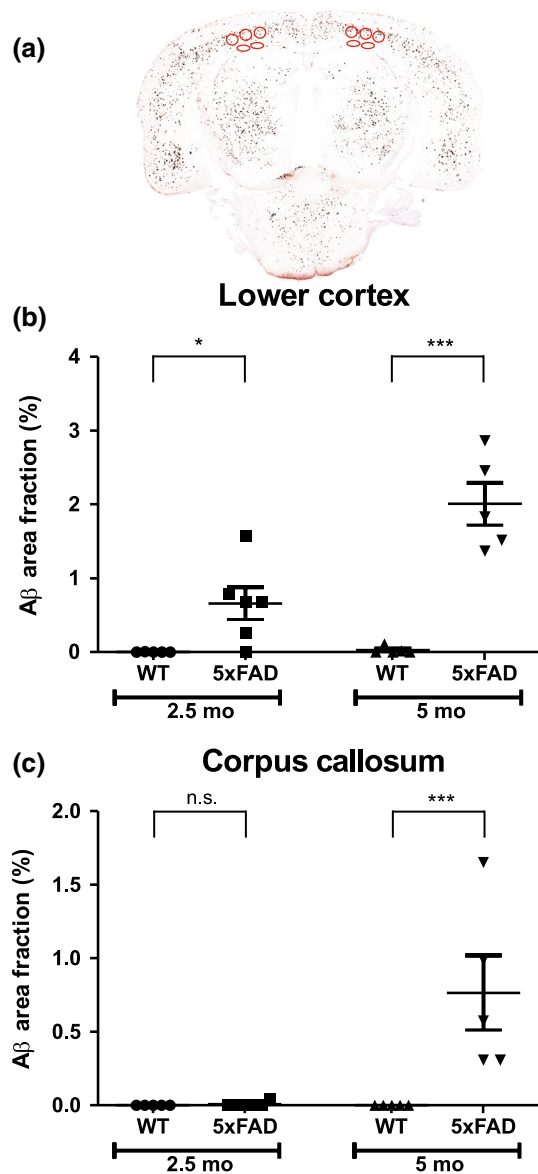 (a)
Lower cortex
(b)
Aβ area fraction (%)
4
3
2
1
0
*
***
WT
5xFAD
WT
5xFAD
2.5 mo
5 mo
(c)
Corpus callosum
Aβ area fraction (%)
2.0
1.5
1.0
0.5
0.0
n.s.
***
WT
5xFAD
WT
5xFAD
2.5 mo
5 mo